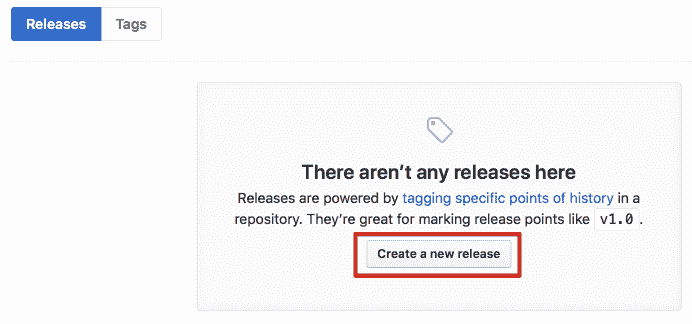 Releases Tags
There aren’t any releases here
Releases are powered by tagging specific points of history in a
repository. They’re great for marking release points like v1.0 .
Create a new release